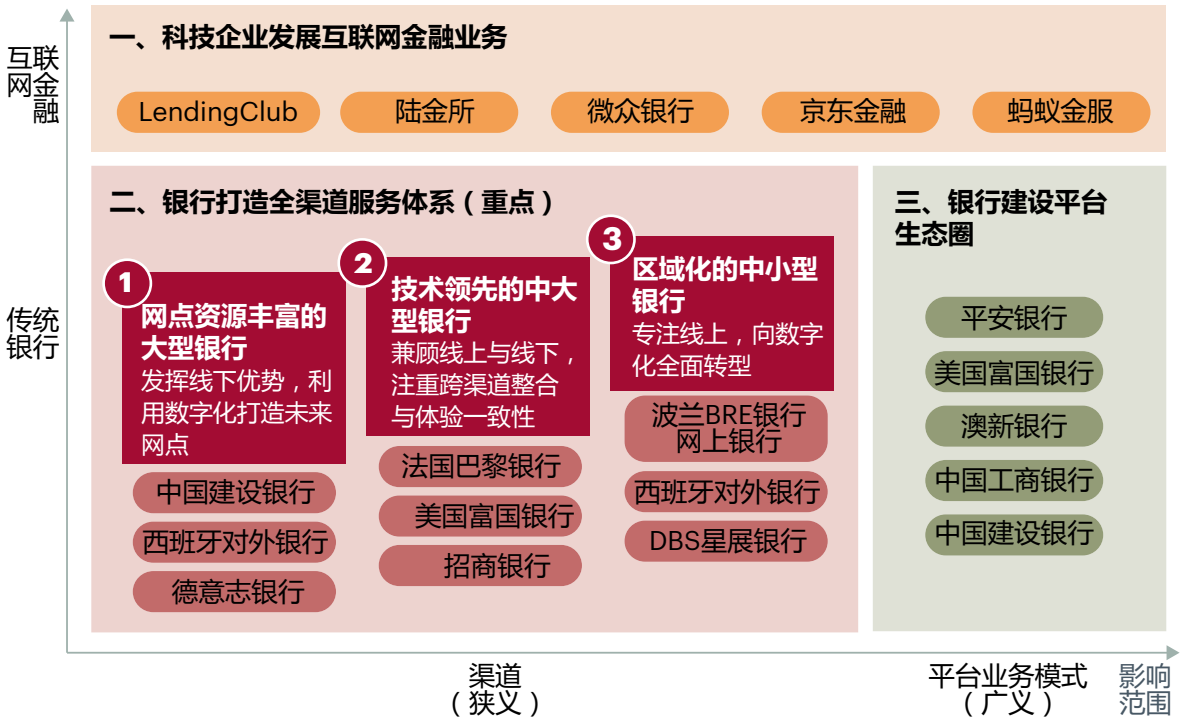 互联
网金
融
一、科技企业发展互联网金融业务
LendingClub
陆金所
微众银行
京东金融
蚂蚁金服
传统
银行
二、银行打造全渠道服务体系（重点）
1
网点资源丰富的
大型银行
发挥线下优势，利
用数字化打造未来
网点
中国建设银行
西班牙对外银行
德意志银行
2
技术领先的中大
型银行
兼顾线上与线下，
注重跨渠道整合
与体验一致性
法国巴黎银行
美国富国银行
招商银行
3
区域化的中小型
银行
专注线上，向数字
化全面转型
波兰BRE银行
网上银行
西班牙对外银行
DBS星展银行
三、银行建设平台
生态圈
平安银行
美国富国银行
澳新银行
中国工商银行
中国建设银行
渠道
（狭义）
平台业务模式
（广义）
影响
范围